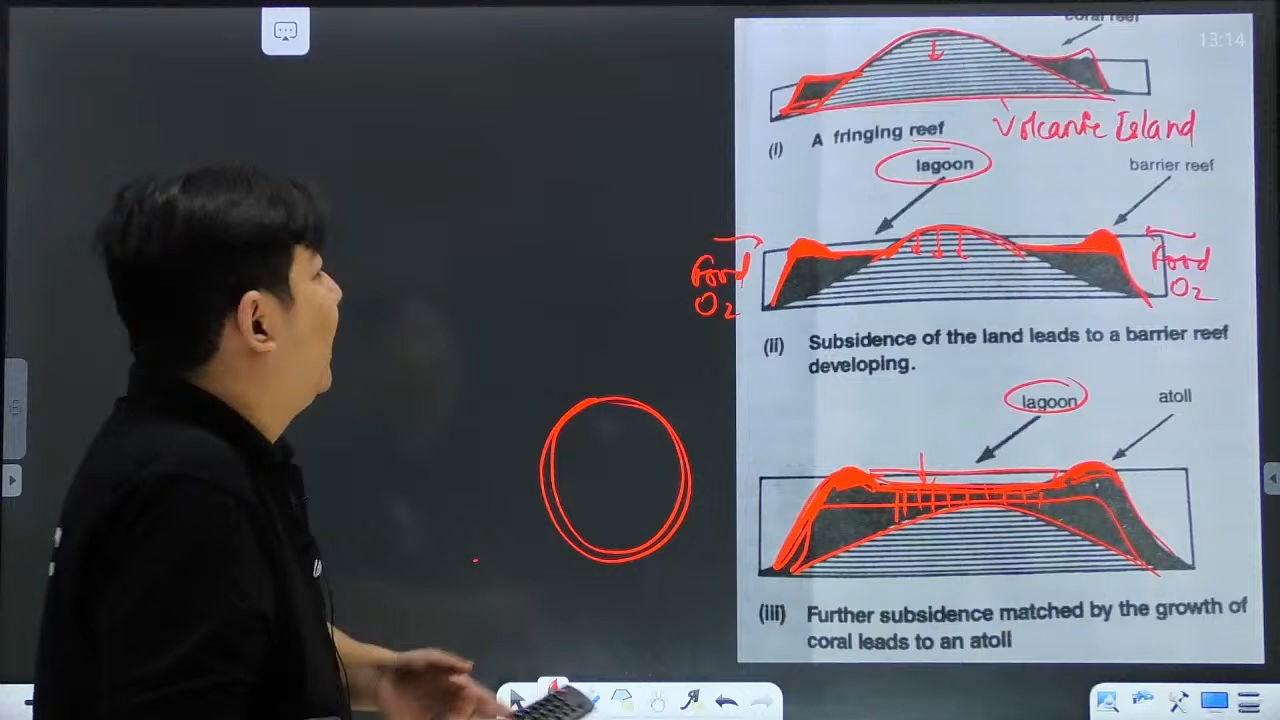 coral reef
13:14
Volcanic Island
(i) A fringing reef
lagoon
barrier reef
Food
O2
Food
O2
(ii) Subsidence of the land leads to a barrier reef
developing.
lagoon
atoll
(iii) Further subsidence matched by the growth of
coral leads to an atoll